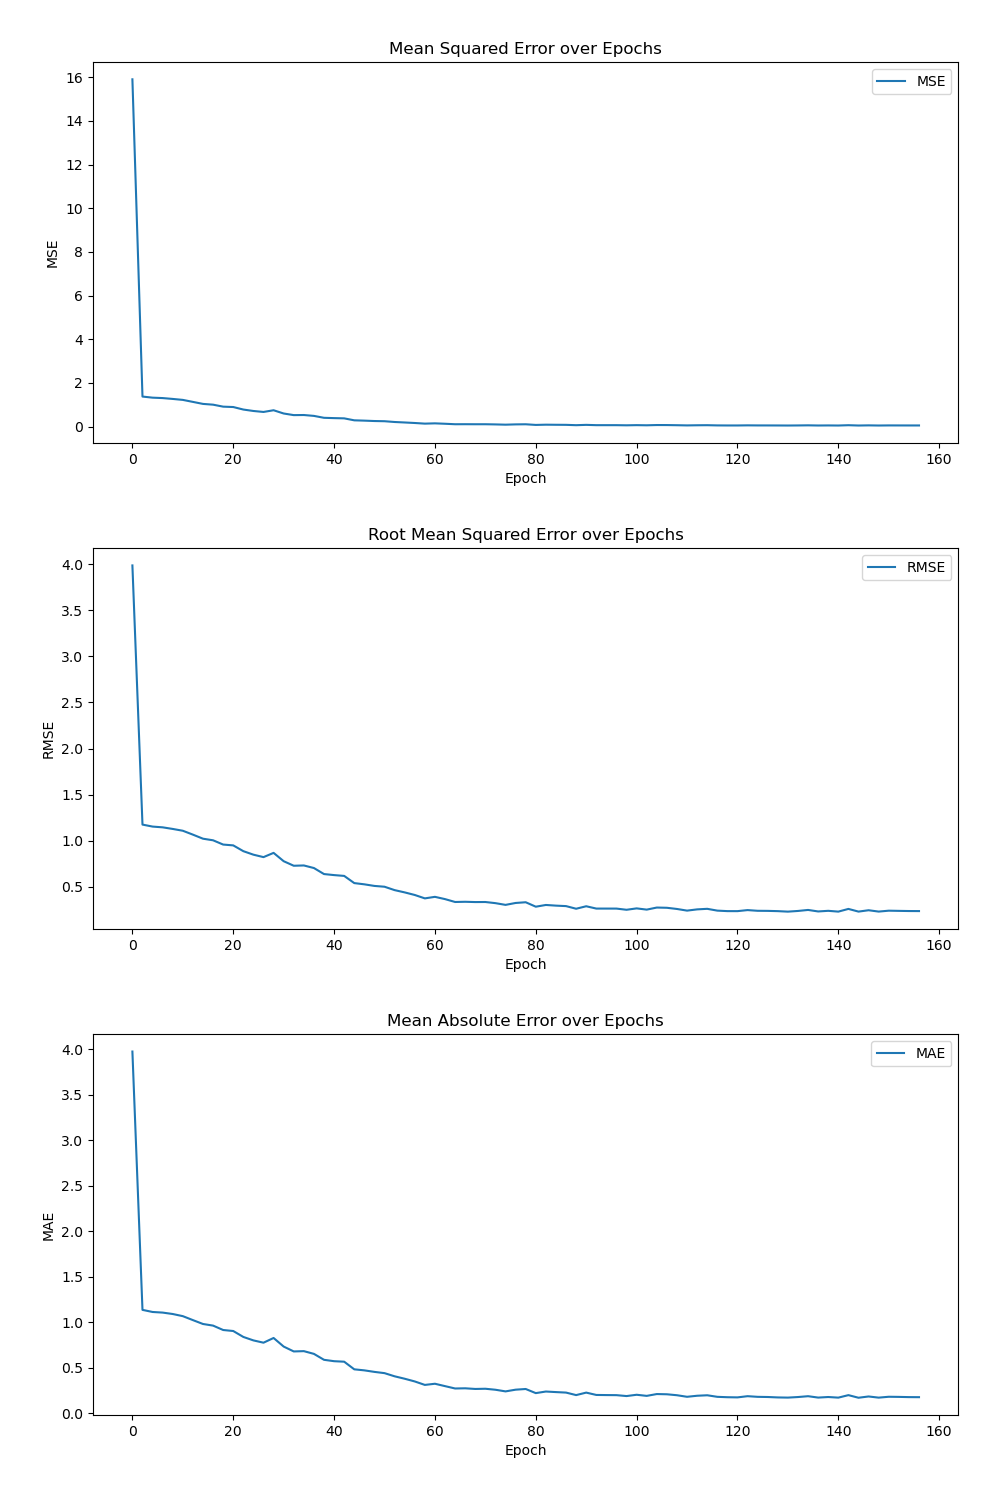 Mean Squared Error over Epochs
MSE
16
14
12
10
8
6
4
2
0
MSE
0 20 40 60 80 100 120 140 160
Epoch
Root Mean Squared Error over Epochs
RMSE
4.0
3.5
3.0
2.5
2.0
1.5
1.0
0.5
RMSE
0 20 40 60 80 100 120 140 160
Epoch
Mean Absolute Error over Epochs
MAE
4.0
3.5
3.0
2.5
2.0
1.5
1.0
0.5
0.0
MAE
0 20 40 60 80 100 120 140 160
Epoch